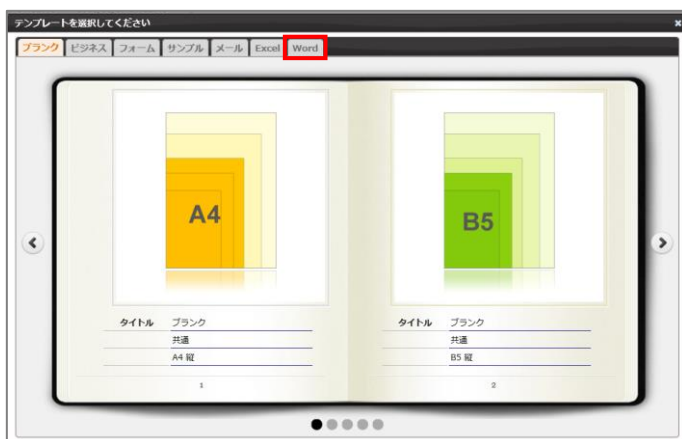 テンプレートを選択してください ×
ブランク ビジネス フォーム サンプル メール Excel Word
A4
B5
タイトル ブランク
共通
A4 縦
1
タイトル ブランク
共通
B5 縦
2